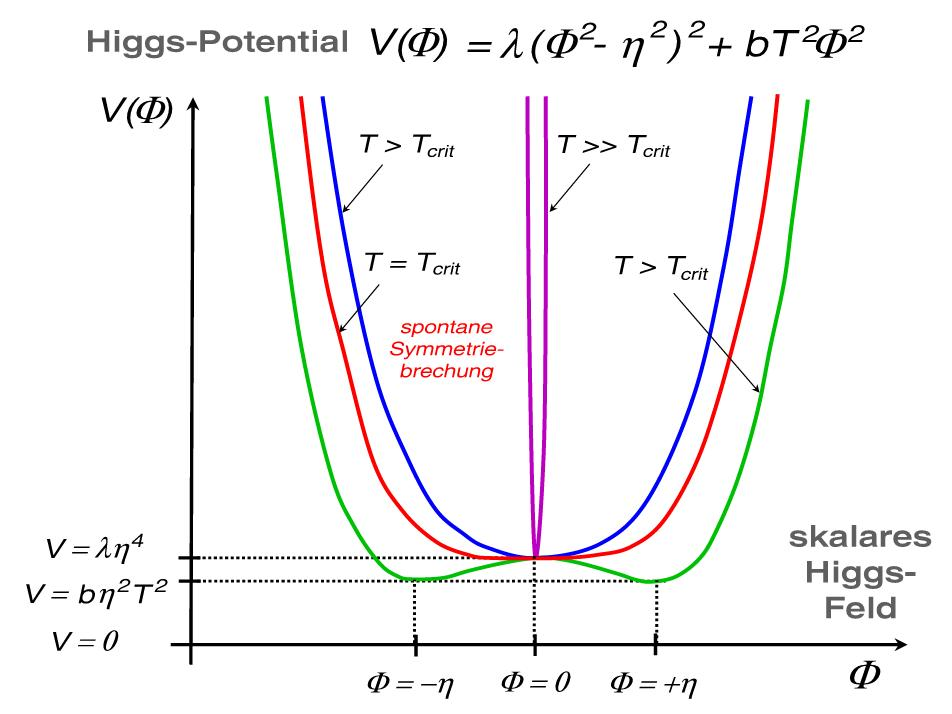 Higgs-Potential V(Φ) = λ(Φ²- η²)² + bT²Φ²
V(Φ)
T > Tcrit
T >> Tcrit
T = Tcrit
T > Tcrit
spontane
Symmetrie-
brechung
V = λη⁴
V = bη²T²
V = 0
skalares
Higgs-
Feld
Φ = −η
Φ = 0
Φ = +η
Φ